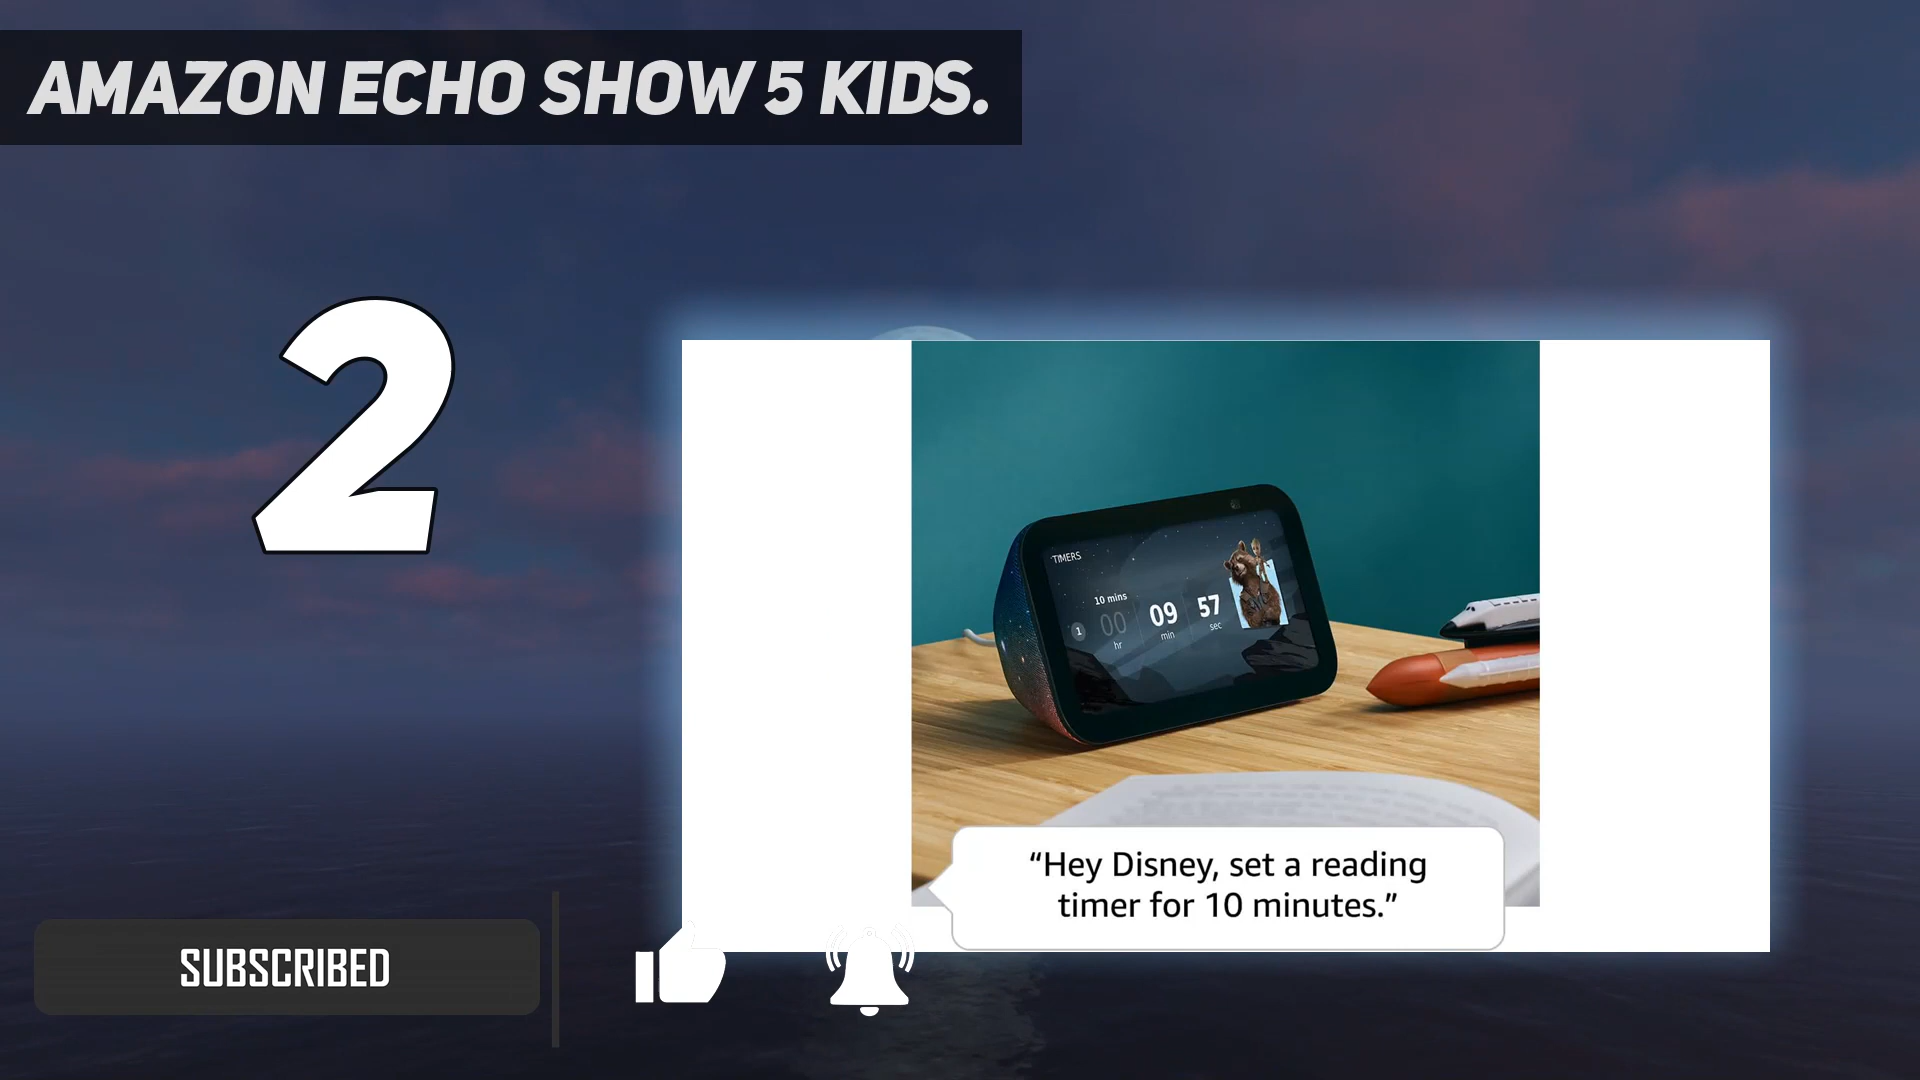 AMAZON ECHO SHOW 5 KIDS.
2
TIMERS
10 mins
1
00
hr
09
min
57
sec
“Hey Disney, set a reading
timer for 10 minutes.”
SUBSCRIBED